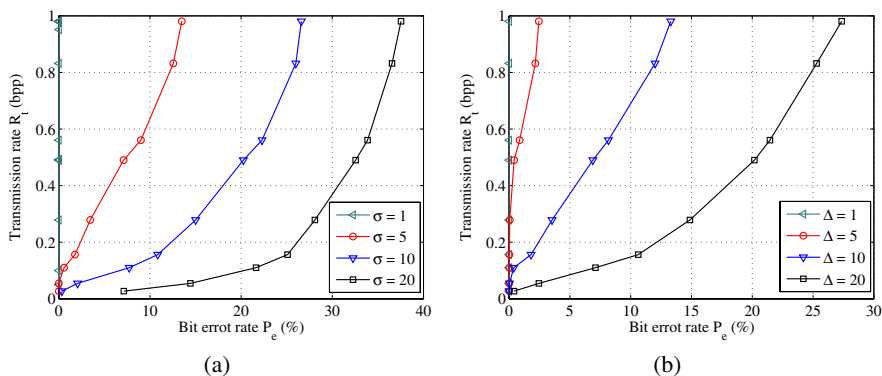 1
0.8
0.6
0.4
0.2
0
Transmission rate R_t (bpp)
0
10
20
30
40
Bit errot rate P_e (%)
σ = 1
σ = 5
σ = 10
σ = 20
(a)
1
0.8
0.6
0.4
0.2
0
Transmission rate R_t (bpp)
0
5
10
15
20
25
30
Bit errot rate P_e (%)
Δ = 1
Δ = 5
Δ = 10
Δ = 20
(b)